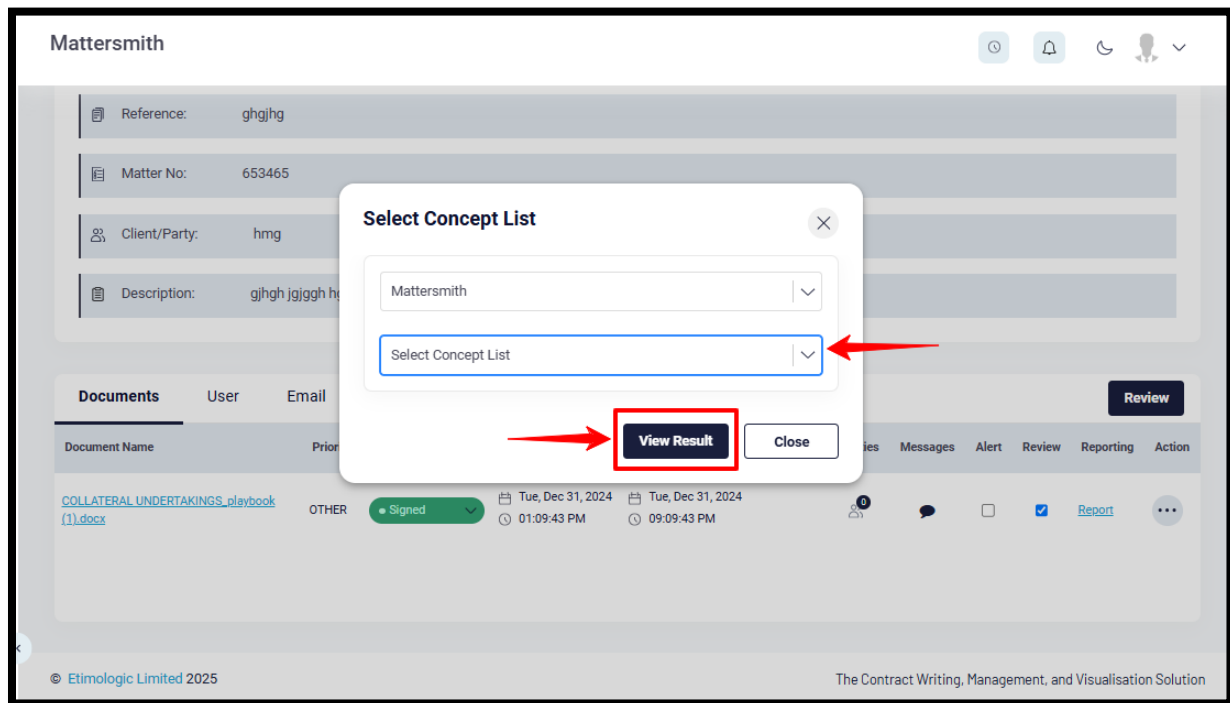 Mattersmith
Reference: ghgjhg
Matter No: 653465
Client/Party: hmg
Description: gjhgh jgjggh
Select Concept List
Mattersmith
Select Concept List
View Result Close
Documents User Email Review
Document Name Messages Alert Review Reporting Action
COLLATERAL UNDERTAKINGS_playbook
(1).docx
OTHER
Signed
Tue, Dec 31, 2024
01:09:43 PM
Tue, Dec 31, 2024
09:09:43 PM
0
Report
© Etimologic Limited 2025
The Contract Writing, Management, and Visualisation Solution